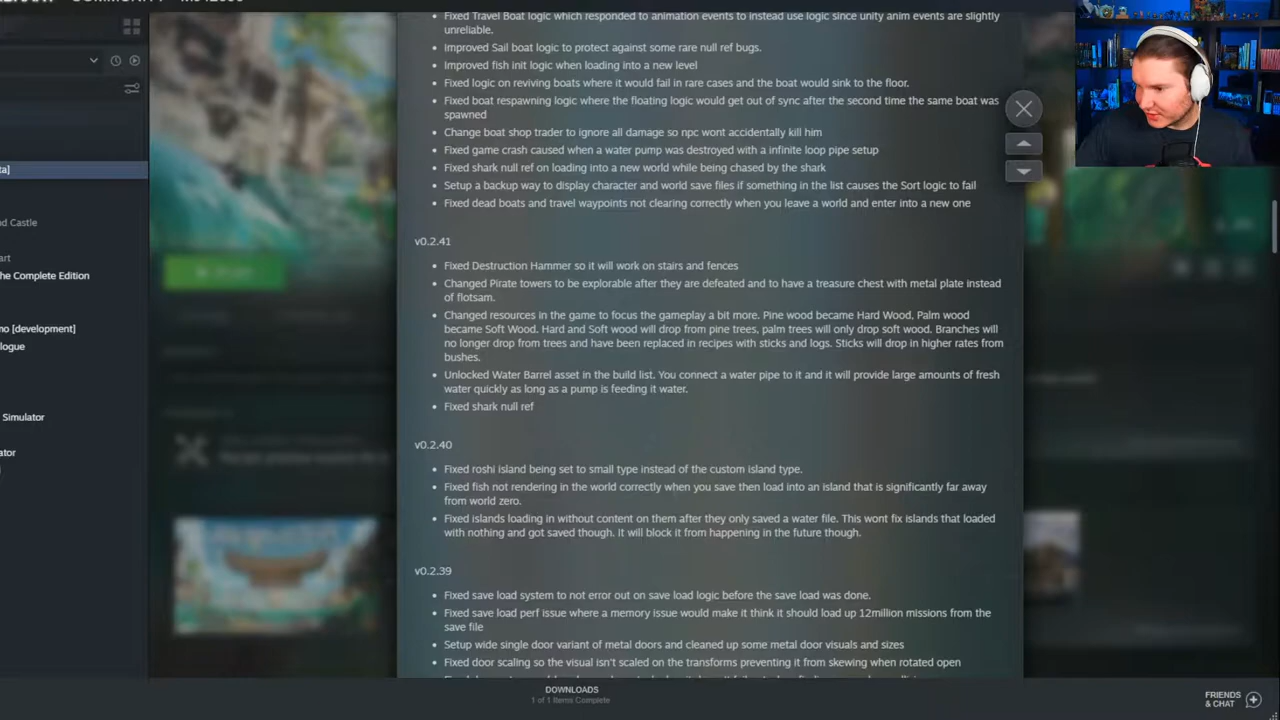 Fixed Travel Boat logic which responded to animation events to instead use logic since unity anim events are slightly
unreliable.
Improved Sail boat logic to protect against some rare null ref bugs.
Improved fish init logic when loading into a new level
Fixed logic on reviving boats where it would fail in rare cases and the boat would sink to the floor.
Fixed boat respawning logic where the floating logic would get out of sync after the second time the same boat was
spawned
Change boat shop trader to ignore all damage so npc wont accidentally kill him
Fixed game crash caused when a water pump was destroyed with a infinite loop pipe setup
Fixed shark null ref on loading into a new world while being chased by the shark
Setup a backup way to display character and world save files if something in the list causes the Sort logic to fail
Fixed dead boats and travel waypoints not clearing correctly when you leave a world and enter into a new one
v0.2.41
Fixed Destruction Hammer so it will work on stairs and fences
Changed Pirate towers to be explorable after they are defeated and to have a treasure chest with metal plate instead
of flotsam.
Changed resources in the game to focus the gameplay a bit more. Pine wood became Hard Wood, Palm wood
became Soft Wood. Hard and Soft wood will drop from pine trees, palm trees will only drop soft wood. Branches will
no longer drop from trees and have been replaced in recipes with sticks and logs. Sticks will drop in higher rates from
bushes.
Unlocked Water Barrel asset in the build list. You connect a water pipe to it and it will provide large amounts of fresh
water quickly as long as a pump is feeding it water.
Fixed shark null ref
v0.2.40
Fixed roshi island being set to small type instead of the custom island type.
Fixed fish not rendering in the world correctly when you save then load into an island that is significantly far away
from world zero.
Fixed islands loading in without content on them after they only saved a water file. This wont fix islands that loaded
with nothing and got saved though. It will block it from happening in the future though.
v0.2.39
Fixed save load system to not error out on save load logic before the save load was done.
Fixed save load perf issue where a memory issue would make it think it should load up 12million missions from the
save file
Setup wide single door variant of metal doors and cleaned up some metal door visuals and sizes
Fixed door scaling so the visual isn't scaled on the transforms preventing it from skewing when rotated open
ta]
nd Castle
art
he Complete Edition
mo [development]
logue
Simulator
ator
DOWNLOADS
1 of 1 Items Complete
FRIENDS
& CHAT